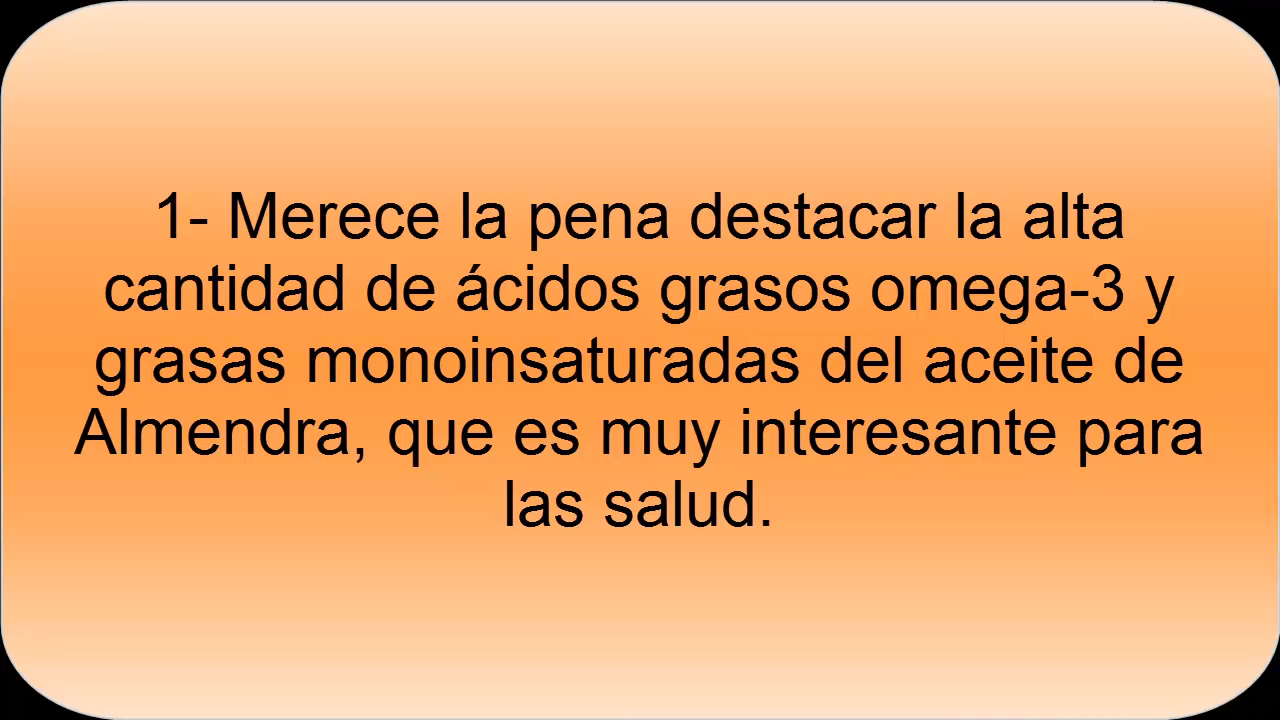 1- Merece la pena destacar la alta
cantidad de ácidos grasos omega-3 y
grasas monoinsaturadas del aceite de
Almendra, que es muy interesante para
las salud.